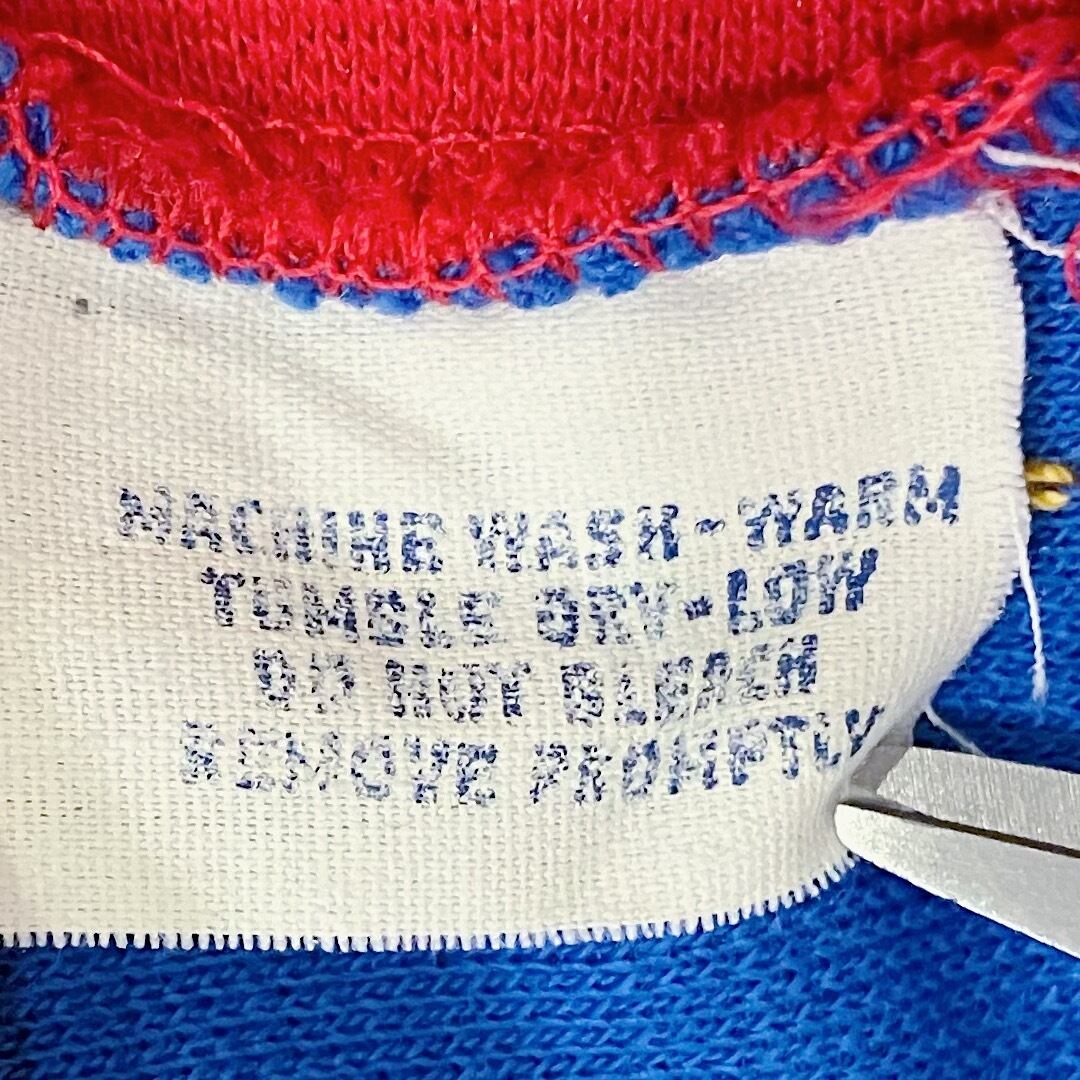 MACHINE WASH-WARM
TUMBLE DRY-LOW
DO NOT BLEACH
REMOVE PROMPTLY